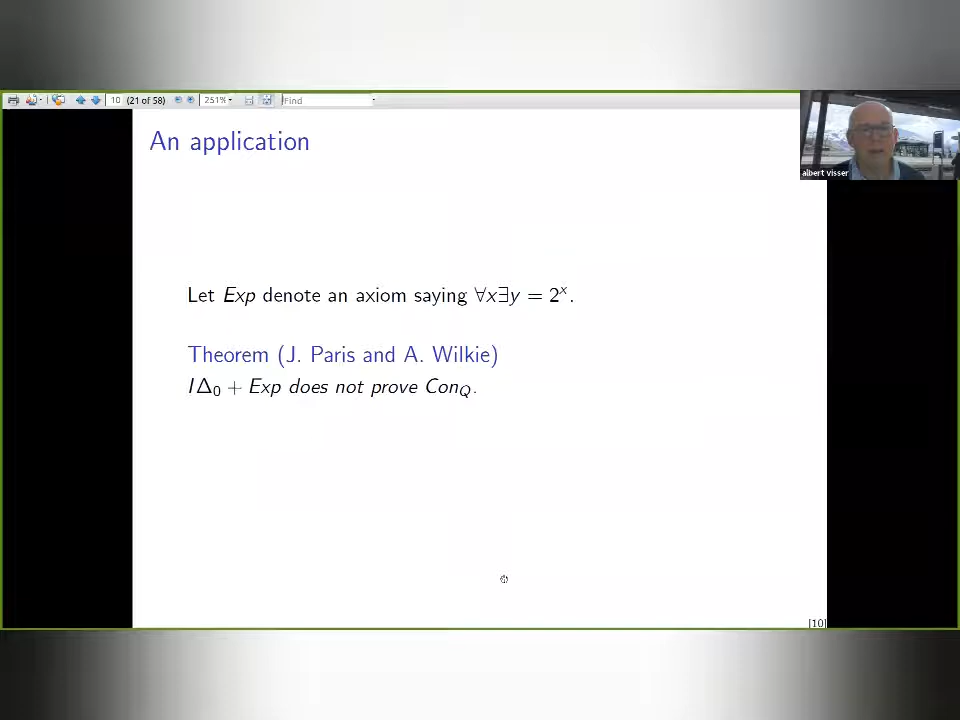 10 (21 of 58) 251% Find
An application
albert visser
Let Exp denote an axiom saying ∀x∃y = 2ˣ.
Theorem (J. Paris and A. Wilkie)
IΔ₀ + Exp does not prove Con_Q.
[10]